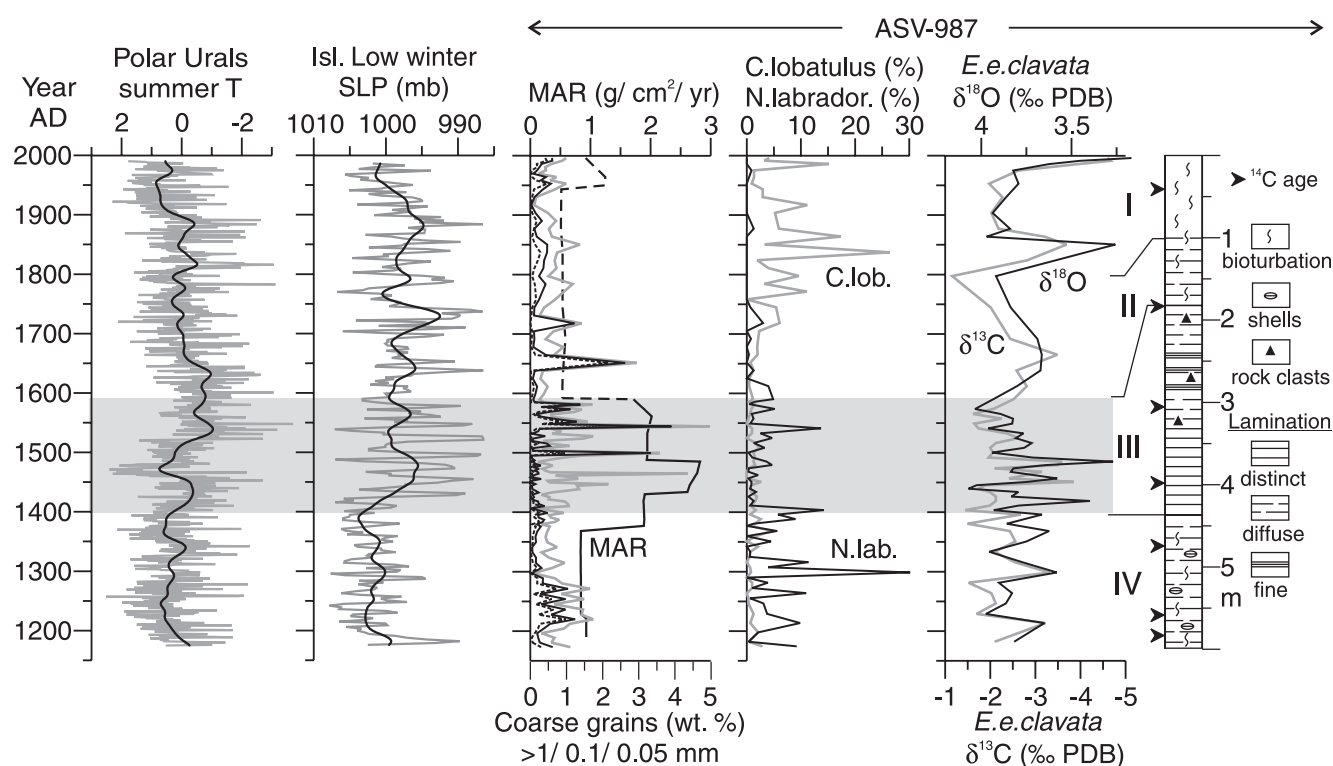 ASV-987
Polar Urals
summer T
Isl. Low winter
SLP (mb)
MAR (g/ cm²/ yr)
C.lobatulus (%)
N.labrador. (%)
E.e.clavata
δ¹⁸O (‰ PDB)
Year
AD
2 0 -2
1010 1000 990
0 1 2 3
0 10 20 30
4 3.5
2000
1900
1800
1700
1600
1500
1400
1300
1200
MAR
C.lob.
N.lab.
δ¹⁸O
δ¹³C
I
II
III
IV
1
2
3
4
5
m
¹⁴C age
bioturbation
shells
rock clasts
Lamination
distinct
diffuse
fine
0 1 2 3 4 5
Coarse grains (wt. %)
>1/ 0.1/ 0.05 mm
-1 -2 -3 -4 -5
E.e.clavata
δ¹³C (‰ PDB)